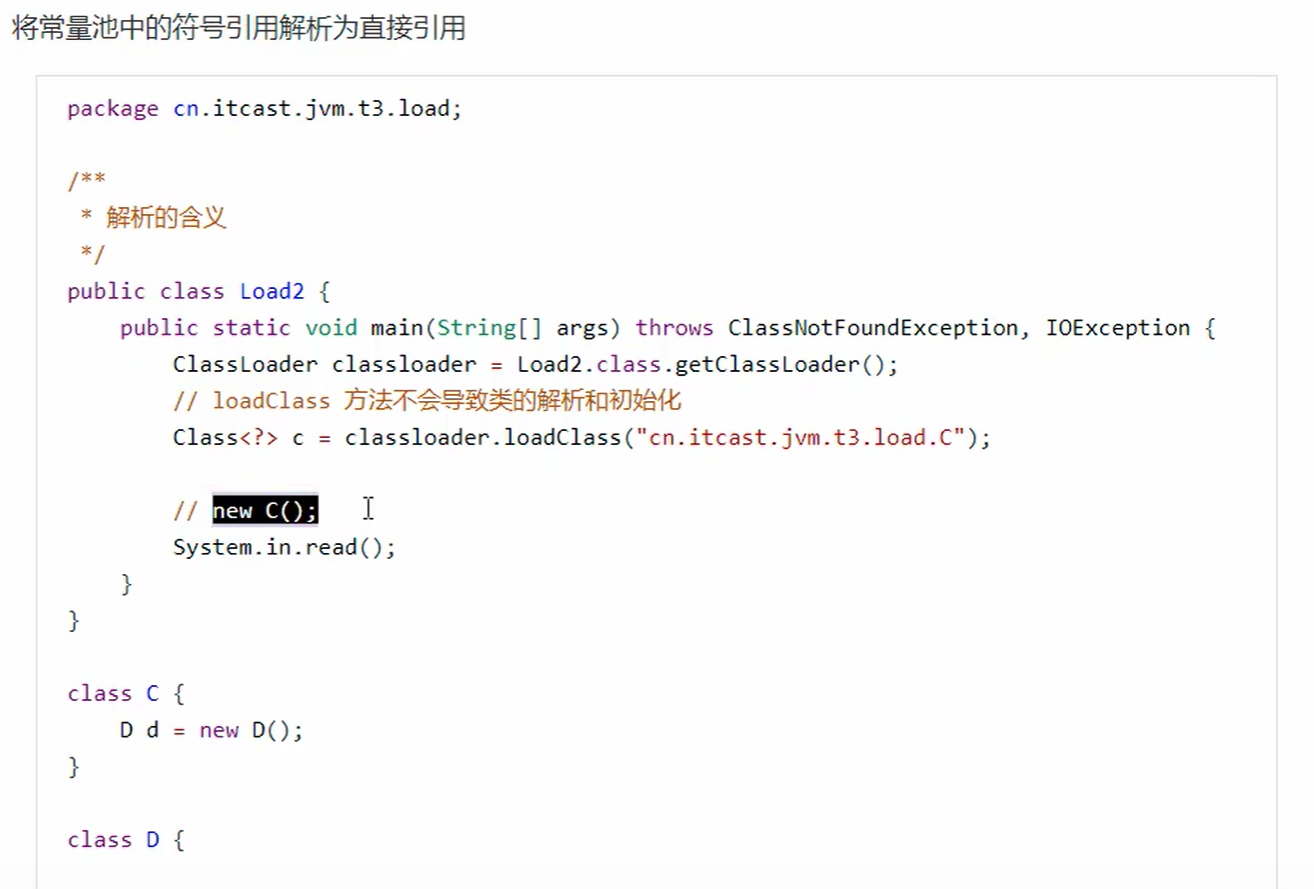 将常量池中的符号引用解析为直接引用
package cn.itcast.jvm.t3.load;
/**
 * 解析的含义
 */
public class Load2 {
    public static void main(String[] args) throws ClassNotFoundException, IOException {
        ClassLoader classloader = Load2.class.getClassLoader();
        // loadClass 方法不会导致类的解析和初始化
        Class<?> c = classloader.loadClass("cn.itcast.jvm.t3.load.C");
        // new C();
        System.in.read();
    }
}
class C {
    D d = new D();
}
class D {